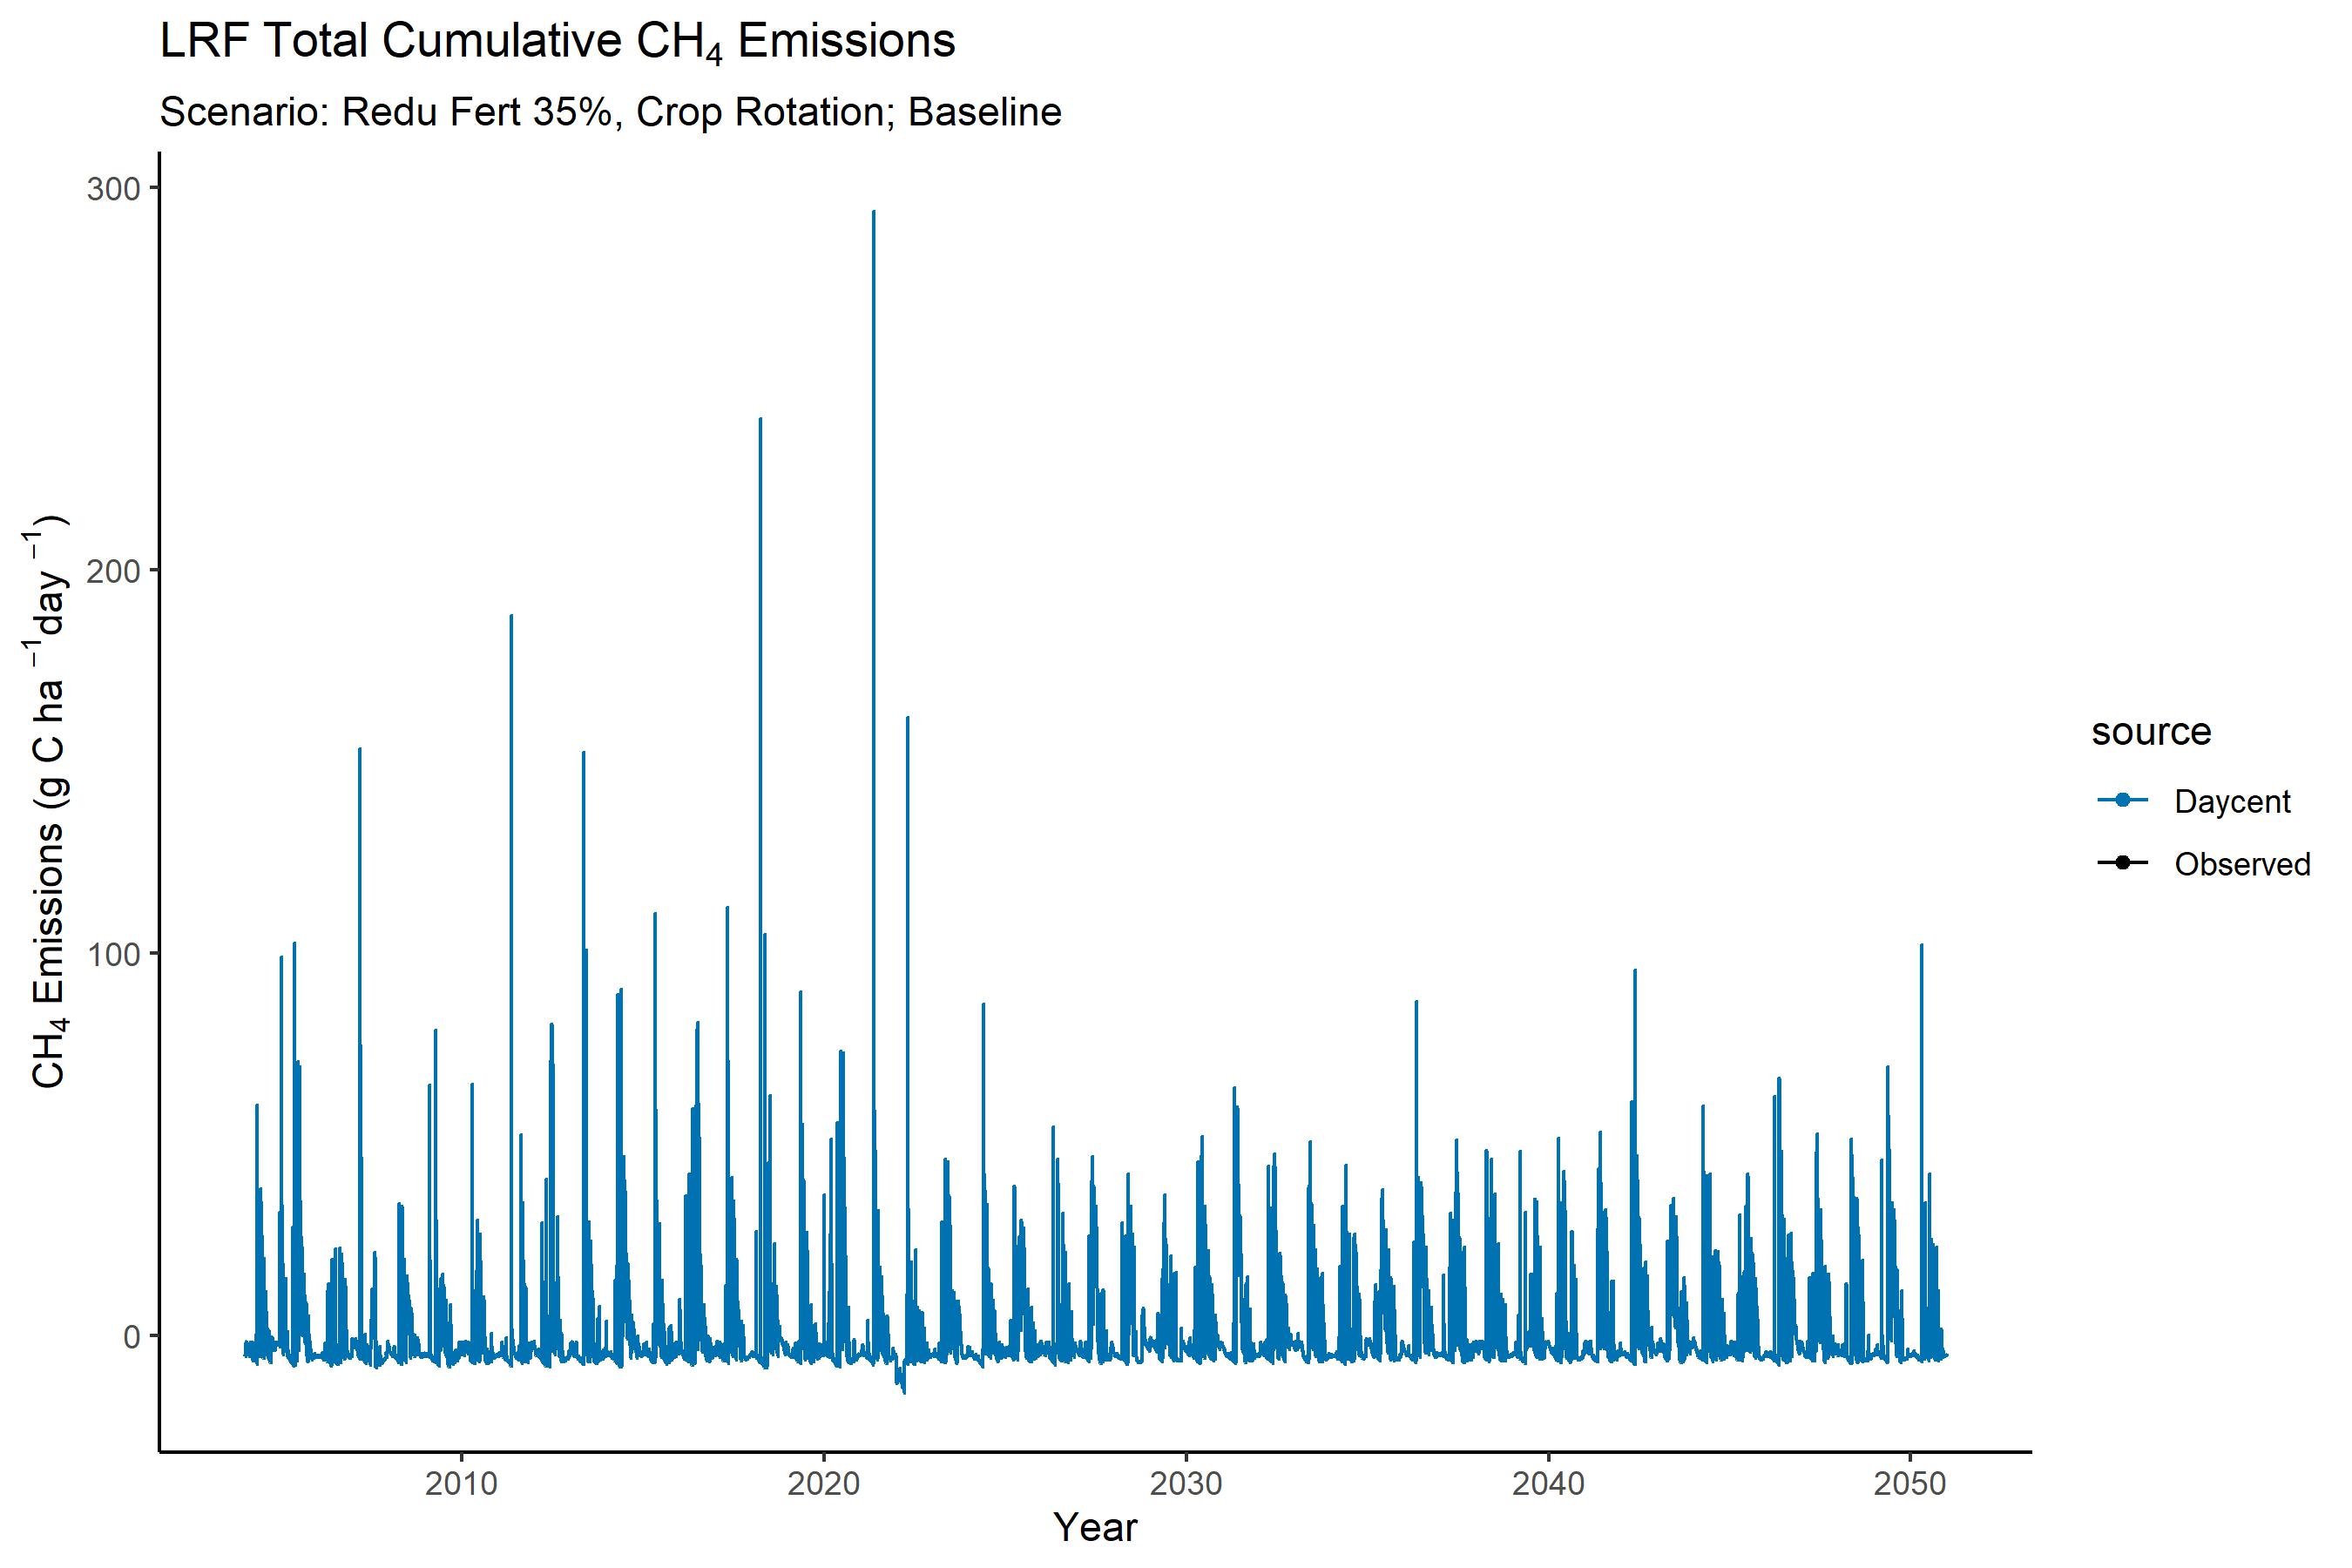 LRF Total Cumulative CH₄ Emissions
Scenario: Redu Fert 35%, Crop Rotation; Baseline
CH₄ Emissions (g C ha ⁻¹day ⁻¹)
300
200
100
0
2010 2020 2030 2040 2050
Year
source
Daycent
Observed